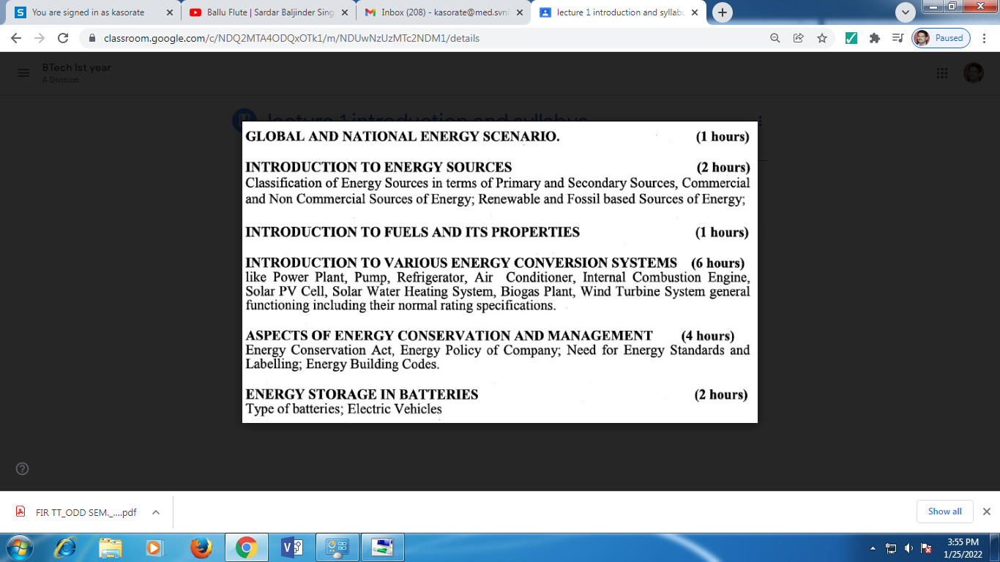 You are signed in as kasorate
Ballu Flute | Sardar Baljinder Sing
Inbox (208) - kasorate@med.svni
lecture 1 introduction and syllabu
classroom.google.com/c/NDQ2MTA4ODQxOTk1/m/NDUwNzUzMTc2NDM1/details
Paused
BTech Ist year
A Division
lecture 1 introduction and syllabus
GLOBAL AND NATIONAL ENERGY SCENARIO. (1 hours)
INTRODUCTION TO ENERGY SOURCES (2 hours)
Classification of Energy Sources in terms of Primary and Secondary Sources, Commercial
and Non Commercial Sources of Energy; Renewable and Fossil based Sources of Energy;
INTRODUCTION TO FUELS AND ITS PROPERTIES (1 hours)
INTRODUCTION TO VARIOUS ENERGY CONVERSION SYSTEMS (6 hours)
like Power Plant, Pump, Refrigerator, Air Conditioner, Internal Combustion Engine,
Solar PV Cell, Solar Water Heating System, Biogas Plant, Wind Turbine System general
functioning including their normal rating specifications.
ASPECTS OF ENERGY CONSERVATION AND MANAGEMENT (4 hours)
Energy Conservation Act, Energy Policy of Company; Need for Energy Standards and
Labelling; Energy Building Codes.
ENERGY STORAGE IN BATTERIES (2 hours)
Type of batteries; Electric Vehicles
FIR TT_ODD SEM._....pdf
Show all
3:55 PM
1/25/2022